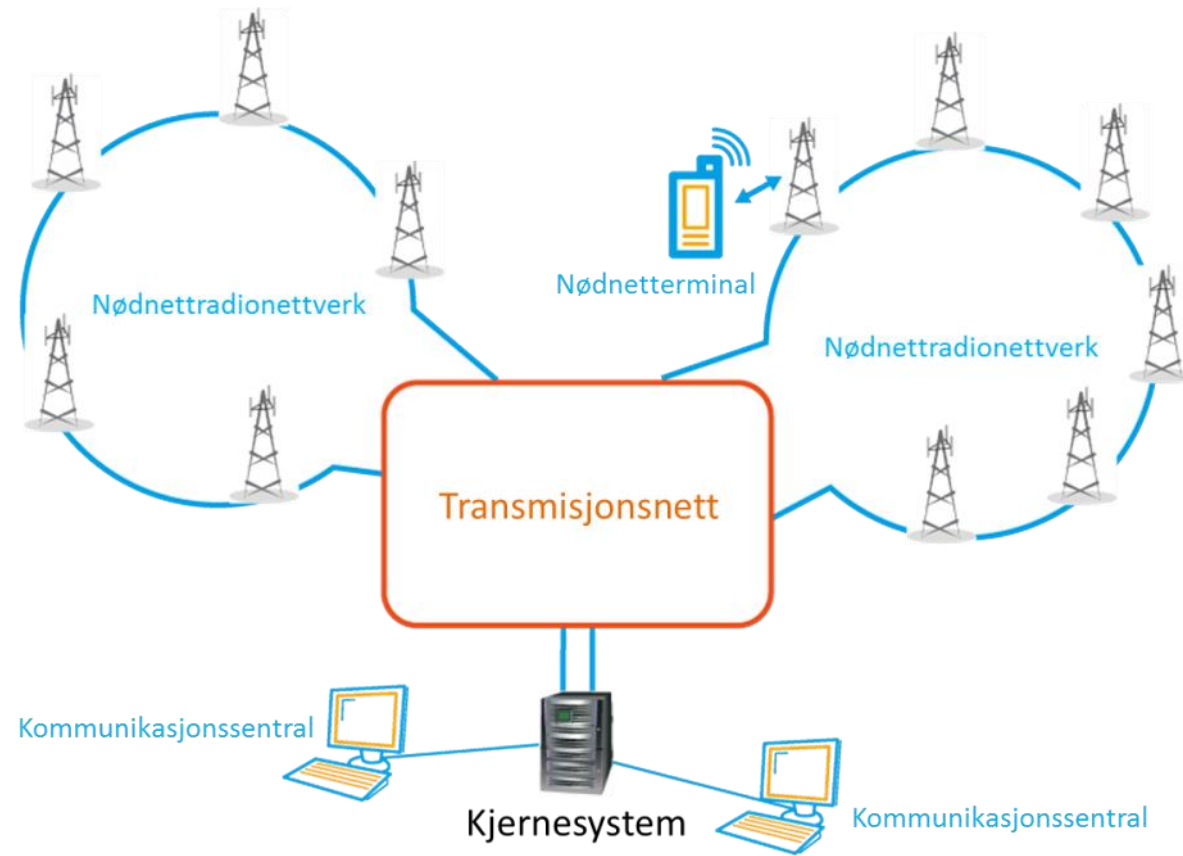 Nødnetterminal
Nødnettradionettverk
Nødnettradionettverk
Transmisjonsnett
Kommunikasjonssentral
Kjernesystem
Kommunikasjonssentral